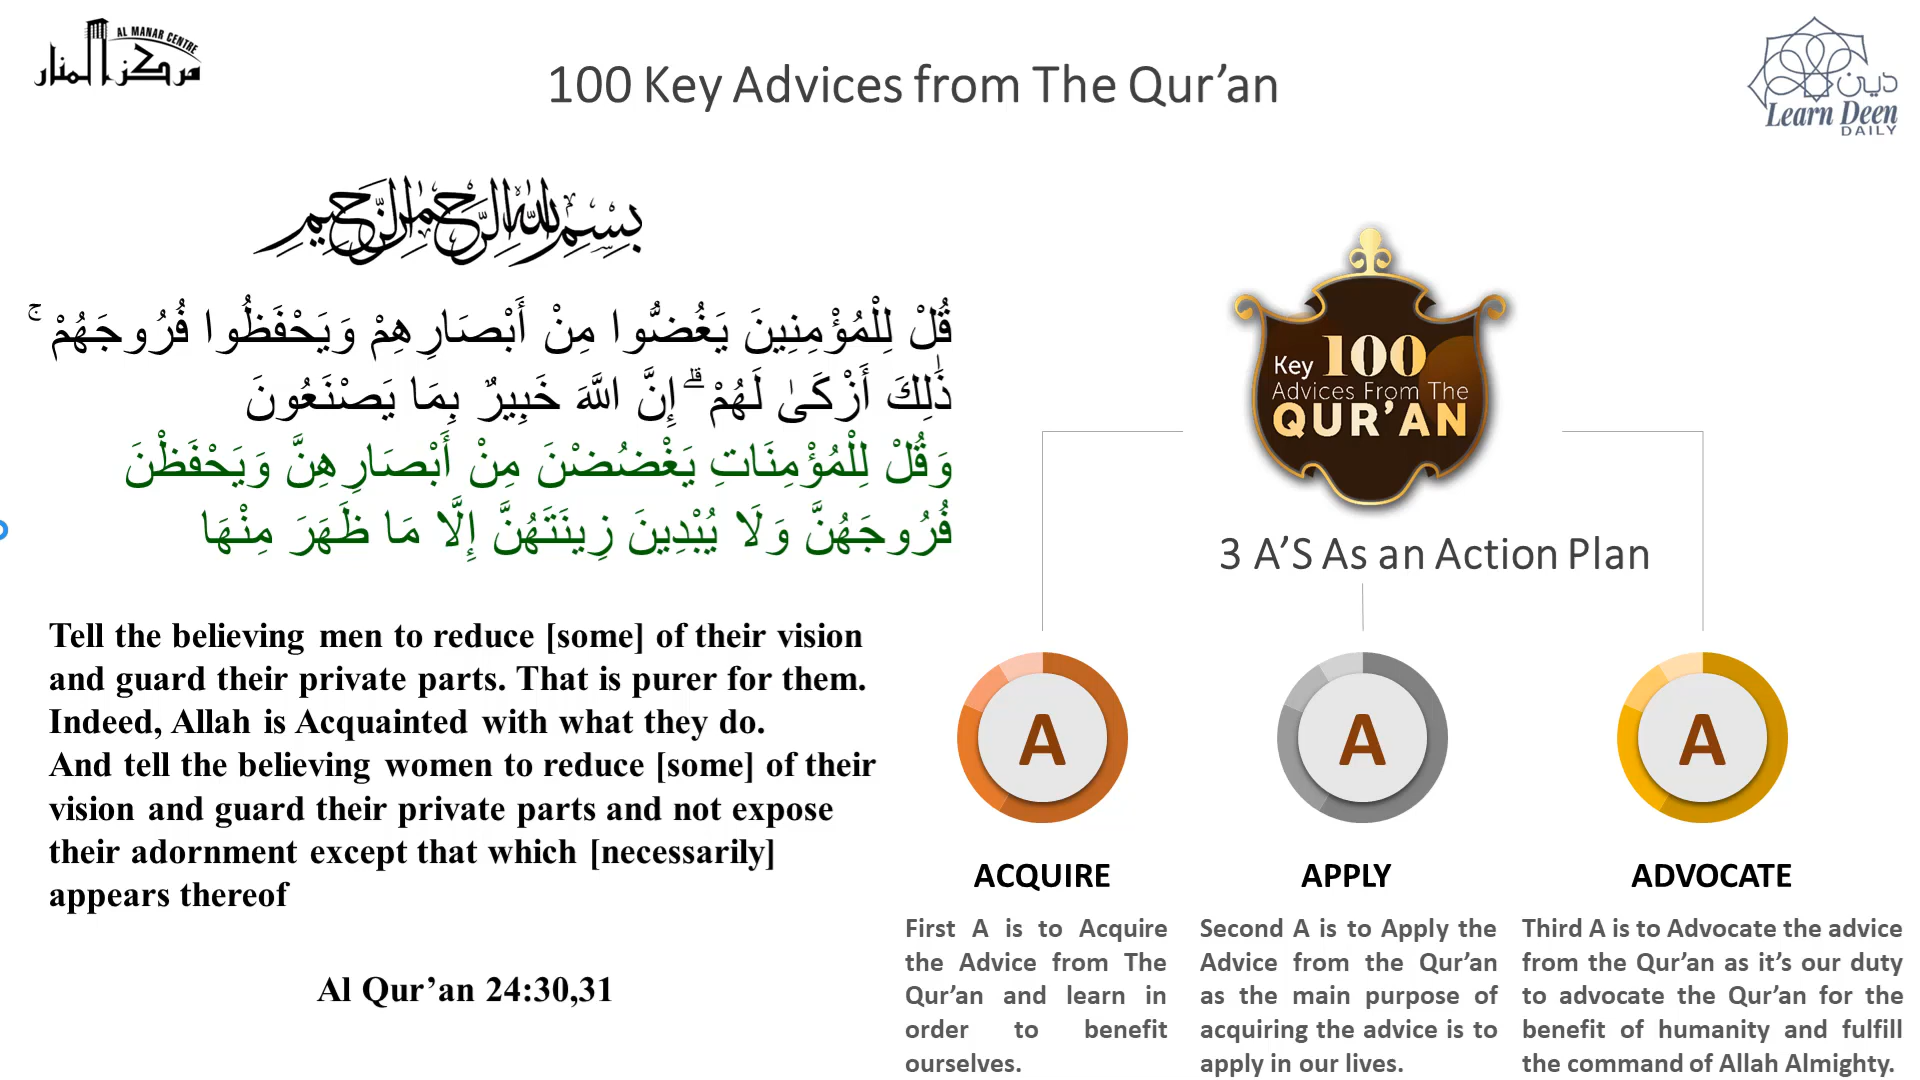 AL MANAR CENTRE
مركز المنار
100 Key Advices from The Qur’an
دين
Learn Deen
DAILY
بِسْمِ اللهِ الرَّحْمٰنِ الرَّحِيمِ
قُلْ لِلْمُؤْمِنِينَ يَغُضُّوا مِنْ أَبْصَارِهِمْ وَيَحْفَظُوا فُرُوجَهُمْ ۚ
ذَٰلِكَ أَزْكَىٰ لَهُمْ ۗ إِنَّ اللَّهَ خَبِيرٌ بِمَا يَصْنَعُونَ
وَقُلْ لِلْمُؤْمِنَاتِ يَغْضُضْنَ مِنْ أَبْصَارِهِنَّ وَيَحْفَظْنَ
فُرُوجَهُنَّ وَلَا يُبْدِينَ زِينَتَهُنَّ إِلَّا مَا ظَهَرَ مِنْهَا
Tell the believing men to reduce [some] of their vision
and guard their private parts. That is purer for them.
Indeed, Allah is Acquainted with what they do.
And tell the believing women to reduce [some] of their
vision and guard their private parts and not expose
their adornment except that which [necessarily]
appears thereof
Al Qur’an 24:30,31
Key 100
Advices From The
QUR’AN
3 A’S As an Action Plan
A
ACQUIRE
First A is to Acquire
the Advice from The
Qur’an and learn in
order to benefit
ourselves.
A
APPLY
Second A is to Apply the
Advice from the Qur’an
as the main purpose of
acquiring the advice is to
apply in our lives.
A
ADVOCATE
Third A is to Advocate the advice
from the Qur’an as it’s our duty
to advocate the Qur’an for the
benefit of humanity and fulfill
the command of Allah Almighty.